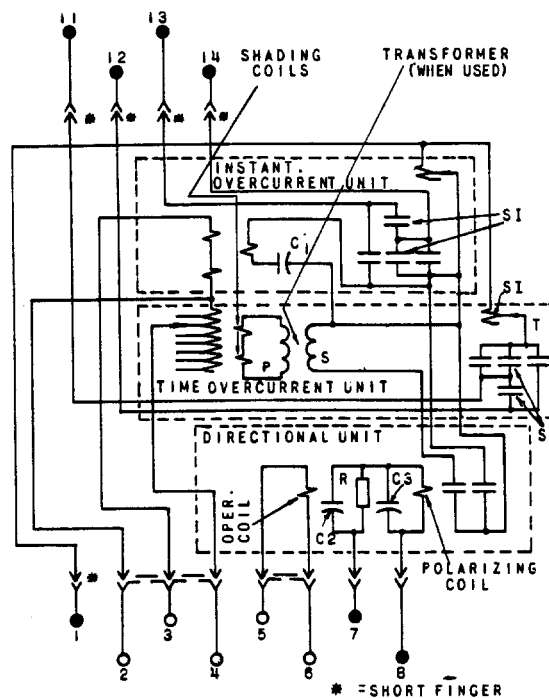 11
13
12
14
SHADING
COILS
TRANSFORMER
(WHEN USED)
*
*
*
*
INSTANT.
OVERCURRENT UNIT
SI
C1
SI
T
P
S
TIME OVERCURRENT UNIT
S
DIRECTIONAL UNIT
OPER.
COIL
R
C3
C2
POLARIZING
COIL
*
1
3
5
7
2
4
6
8
* =SHORT FINGER